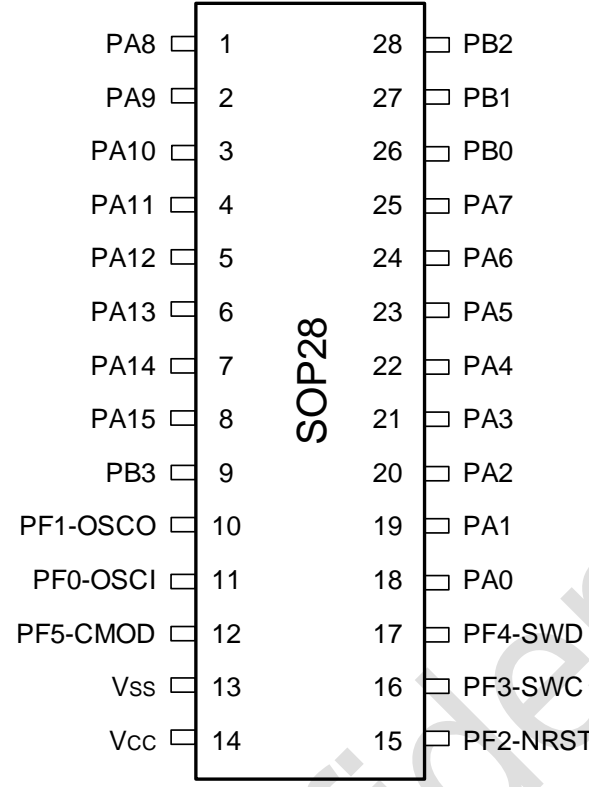 PA8 1 28 PB2
PA9 2 27 PB1
PA10 3 26 PB0
PA11 4 25 PA7
PA12 5 24 PA6
PA13 6 23 PA5
PA14 7 22 PA4
PA15 8 21 PA3
SOP28
PB3 9 20 PA2
PF1-OSCO 10 19 PA1
PF0-OSCI 11 18 PA0
PF5-CMOD 12 17 PF4-SWD
Vss 13 16 PF3-SWC
Vcc 14 15 PF2-NRST